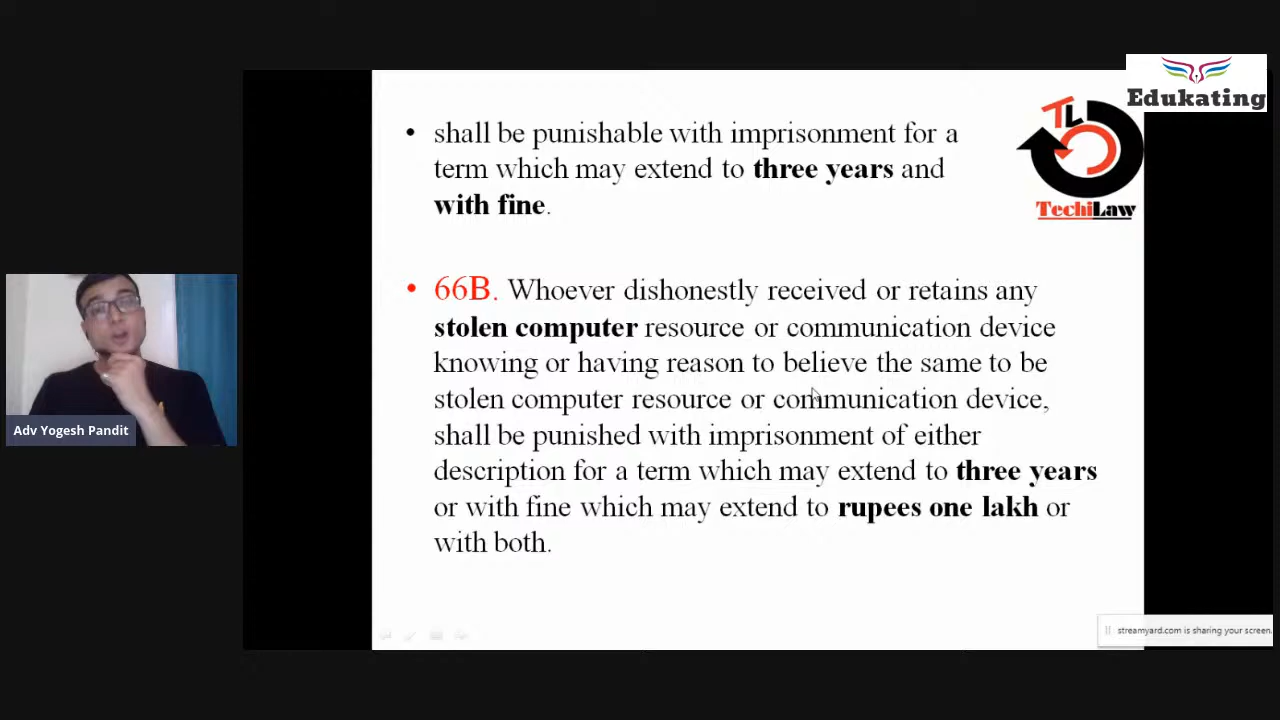 Edukating
TL
TechiLaw
• shall be punishable with imprisonment for a
term which may extend to three years and
with fine.
• 66B. Whoever dishonestly received or retains any
stolen computer resource or communication device
knowing or having reason to believe the same to be
stolen computer resource or communication device,
shall be punished with imprisonment of either
description for a term which may extend to three years
or with fine which may extend to rupees one lakh or
with both.
Adv Yogesh Pandit
streamyard.com is sharing your screen.